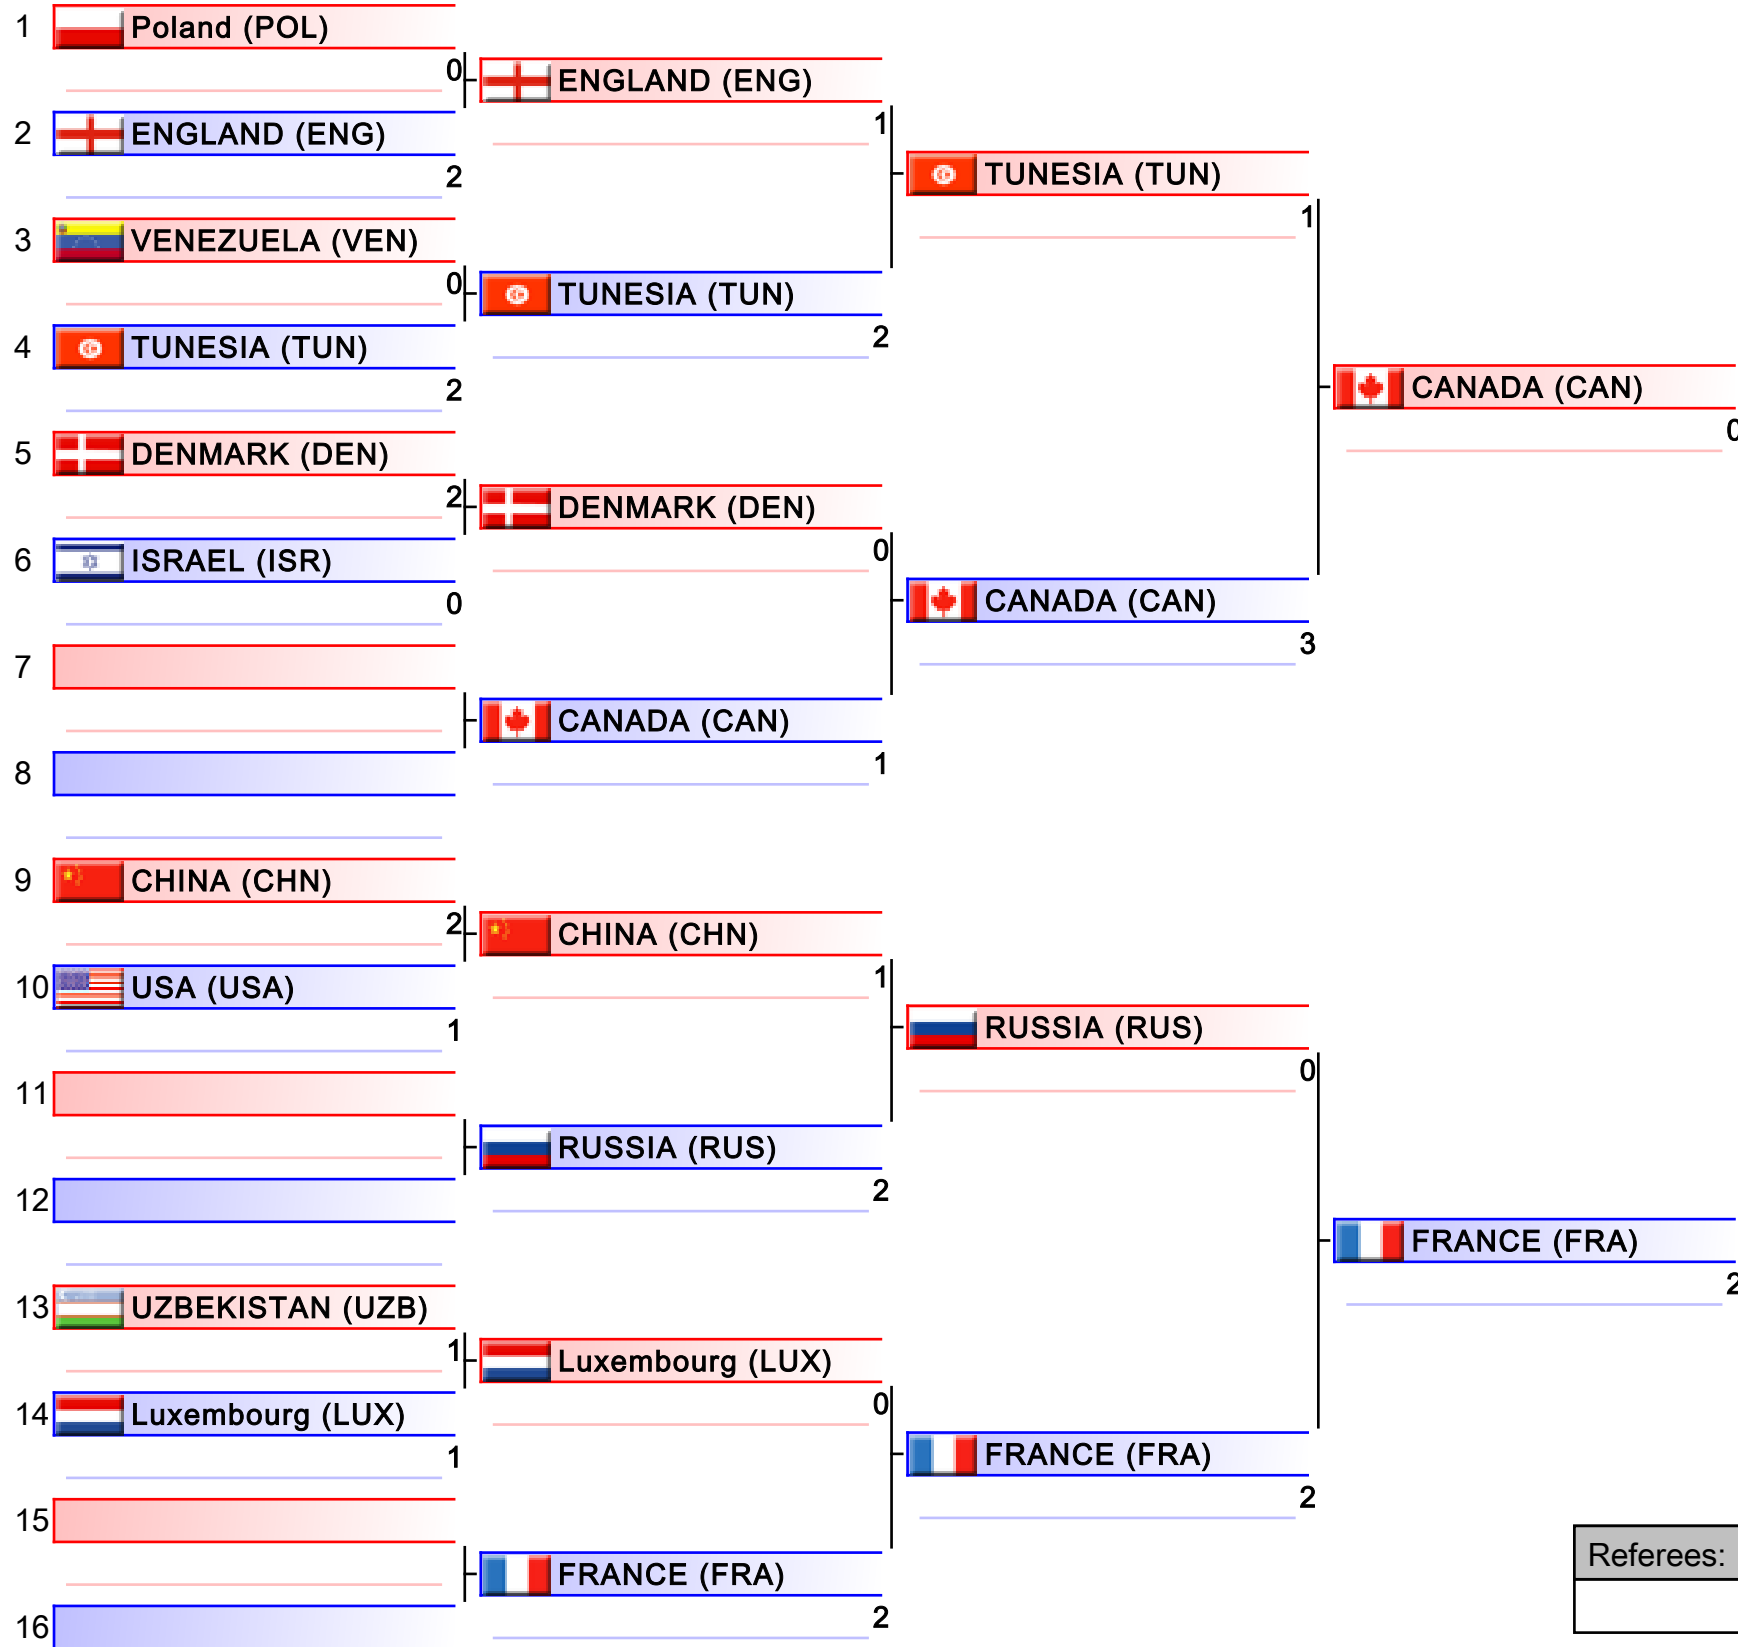 1 Poland (POL)
0
ENGLAND (ENG)
1
2 ENGLAND (ENG)
2
TUNESIA (TUN)
1
3 VENEZUELA (VEN)
0
TUNESIA (TUN)
2
4 TUNESIA (TUN)
2
CANADA (CAN)
0
5 DENMARK (DEN)
2
DENMARK (DEN)
0
6 ISRAEL (ISR)
0
CANADA (CAN)
3
7
CANADA (CAN)
1
8
9 CHINA (CHN)
2
CHINA (CHN)
1
10 USA (USA)
1
RUSSIA (RUS)
0
11
RUSSIA (RUS)
2
12
FRANCE (FRA)
2
13 UZBEKISTAN (UZB)
1
Luxembourg (LUX)
0
14 Luxembourg (LUX)
1
FRANCE (FRA)
2
15
Referees:
FRANCE (FRA)
2
16